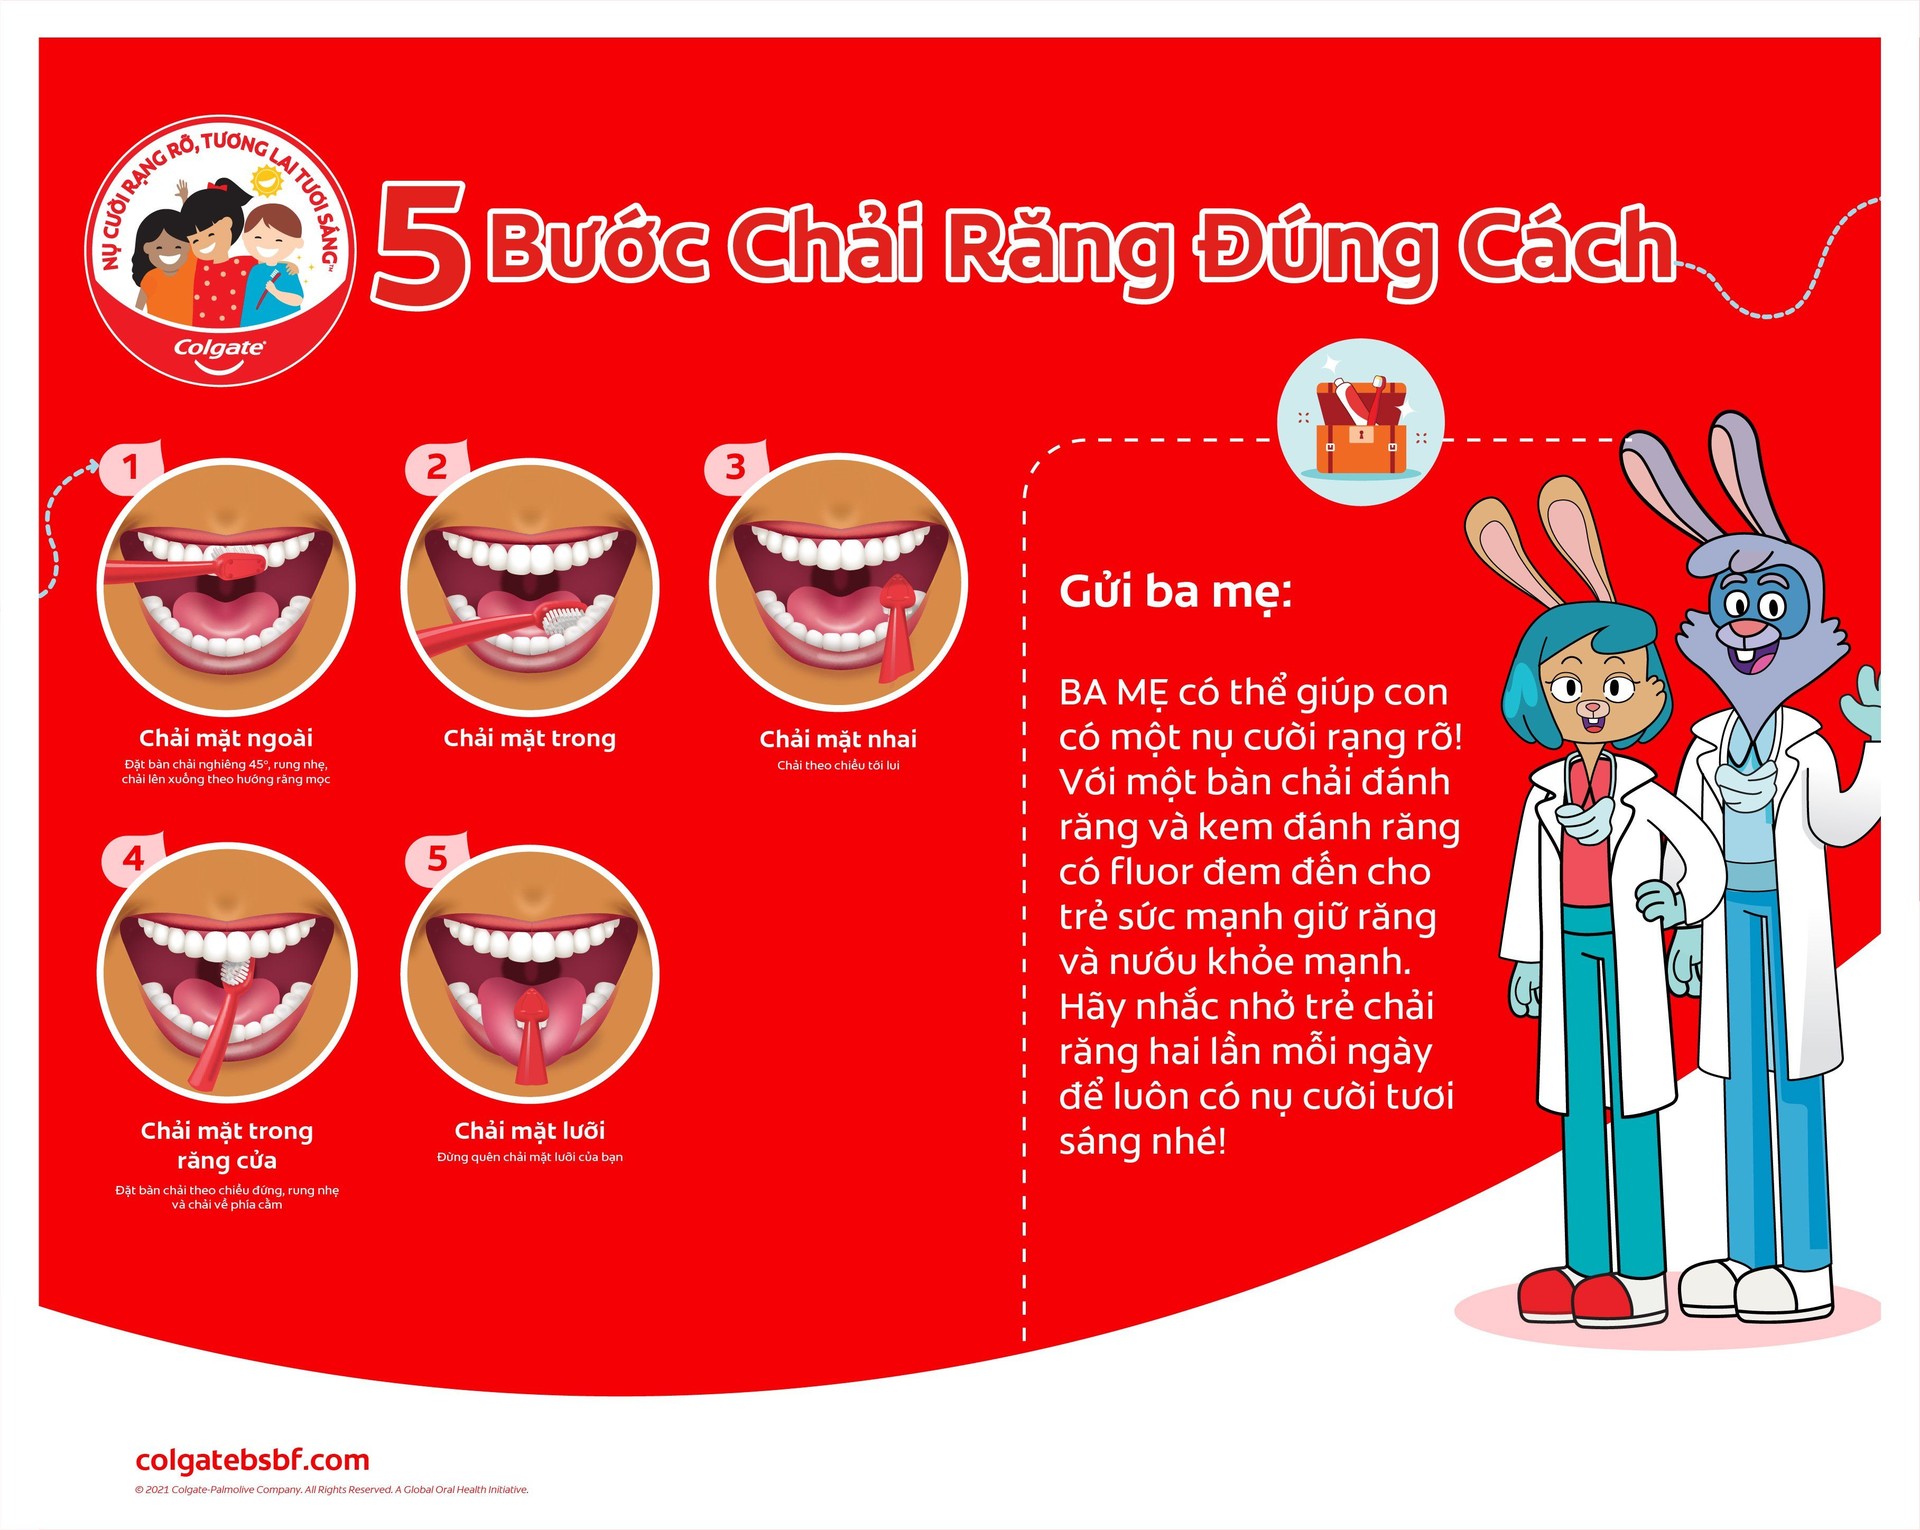 NỤ CƯỜI RẠNG RỠ, TƯƠNG LAI TƯƠI SÁNG™
Colgate®
5 Bước Chải Răng Đúng Cách
1
Chải mặt ngoài
Đặt bàn chải nghiêng 45°, rung nhẹ,
chải lên xuống theo hướng răng mọc
2
Chải mặt trong
3
Chải mặt nhai
Chải theo chiều tới lui
4
Chải mặt trong
răng cửa
Đặt bàn chải theo chiều đứng, rung nhẹ
và chải về phía cằm
5
Chải mặt lưỡi
Đừng quên chải mặt lưỡi của bạn
Gửi ba mẹ:
BA MẸ có thể giúp con
có một nụ cười rạng rỡ!
Với một bàn chải đánh
răng và kem đánh răng
có fluor đem đến cho
trẻ sức mạnh giữ răng
và nướu khỏe mạnh.
Hãy nhắc nhở trẻ chải
răng hai lần mỗi ngày
để luôn có nụ cười tươi
sáng nhé!
colgatebsbf.com
© 2021 Colgate-Palmolive Company. All Rights Reserved. A Global Oral Health Initiative.